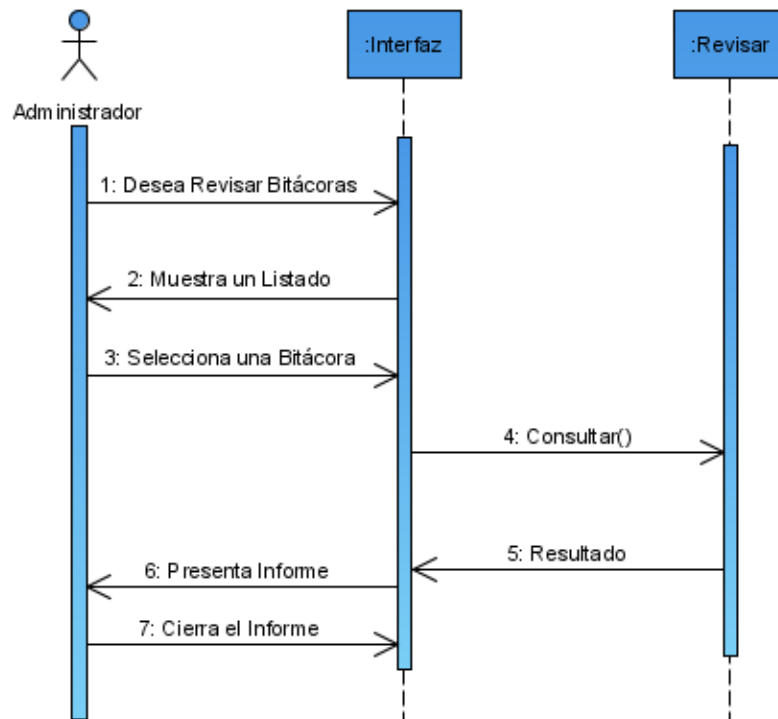 :Interfaz
:Revisar
Administrador
1: Desea Revisar Bitácoras
2: Muestra un Listado
3: Selecciona una Bitácora
4: Consultar()
5: Resultado
6: Presenta Informe
7: Cierra el Informe